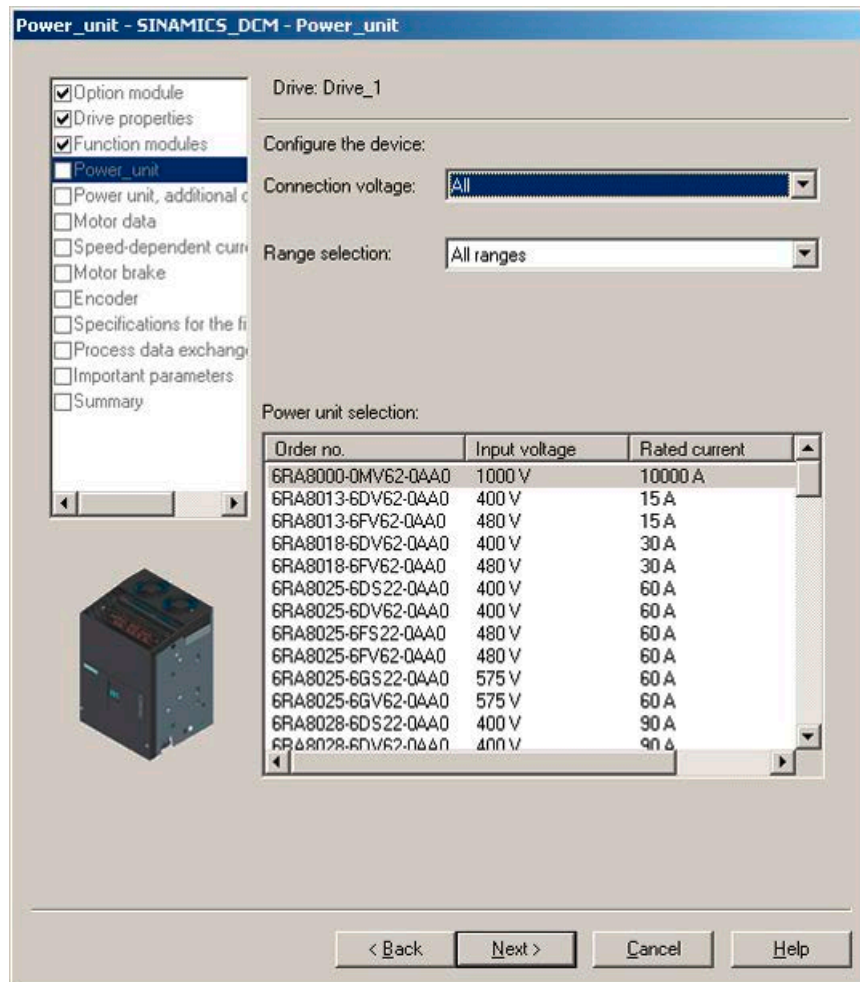 Power_unit - SINAMICS_DCM - Power_unit
Option module
Drive properties
Function modules
Power_unit
Power unit, additional
Motor data
Speed-dependent
Motor brake
Encoder
Specifications for the
Process data
Important parameters
Summary
Drive: Drive_1
Configure the device:
Connection voltage: All
Range selection: All ranges
Power unit selection:
Order no. Input voltage Rated current
6RA8000-0MV62-0AA0 1000 V 10000 A
6RA8013-6DV62-0AA0 400 V 15 A
6RA8013-6FV62-0AA0 480 V 15 A
6RA8018-6DV62-0AA0 400 V 30 A
6RA8018-6FV62-0AA0 480 V 30 A
6RA8025-6DS22-0AA0 400 V 60 A
6RA8025-6DV62-0AA0 400 V 60 A
6RA8025-6FS22-0AA0 480 V 60 A
6RA8025-6FV62-0AA0 480 V 60 A
6RA8025-6GS22-0AA0 575 V 60 A
6RA8025-6GV62-0AA0 575 V 60 A
6RA8028-6DS22-0AA0 400 V 90 A
6RA8028-6DV62-0AA0 400 V 90 A
< Back Next > Cancel Help